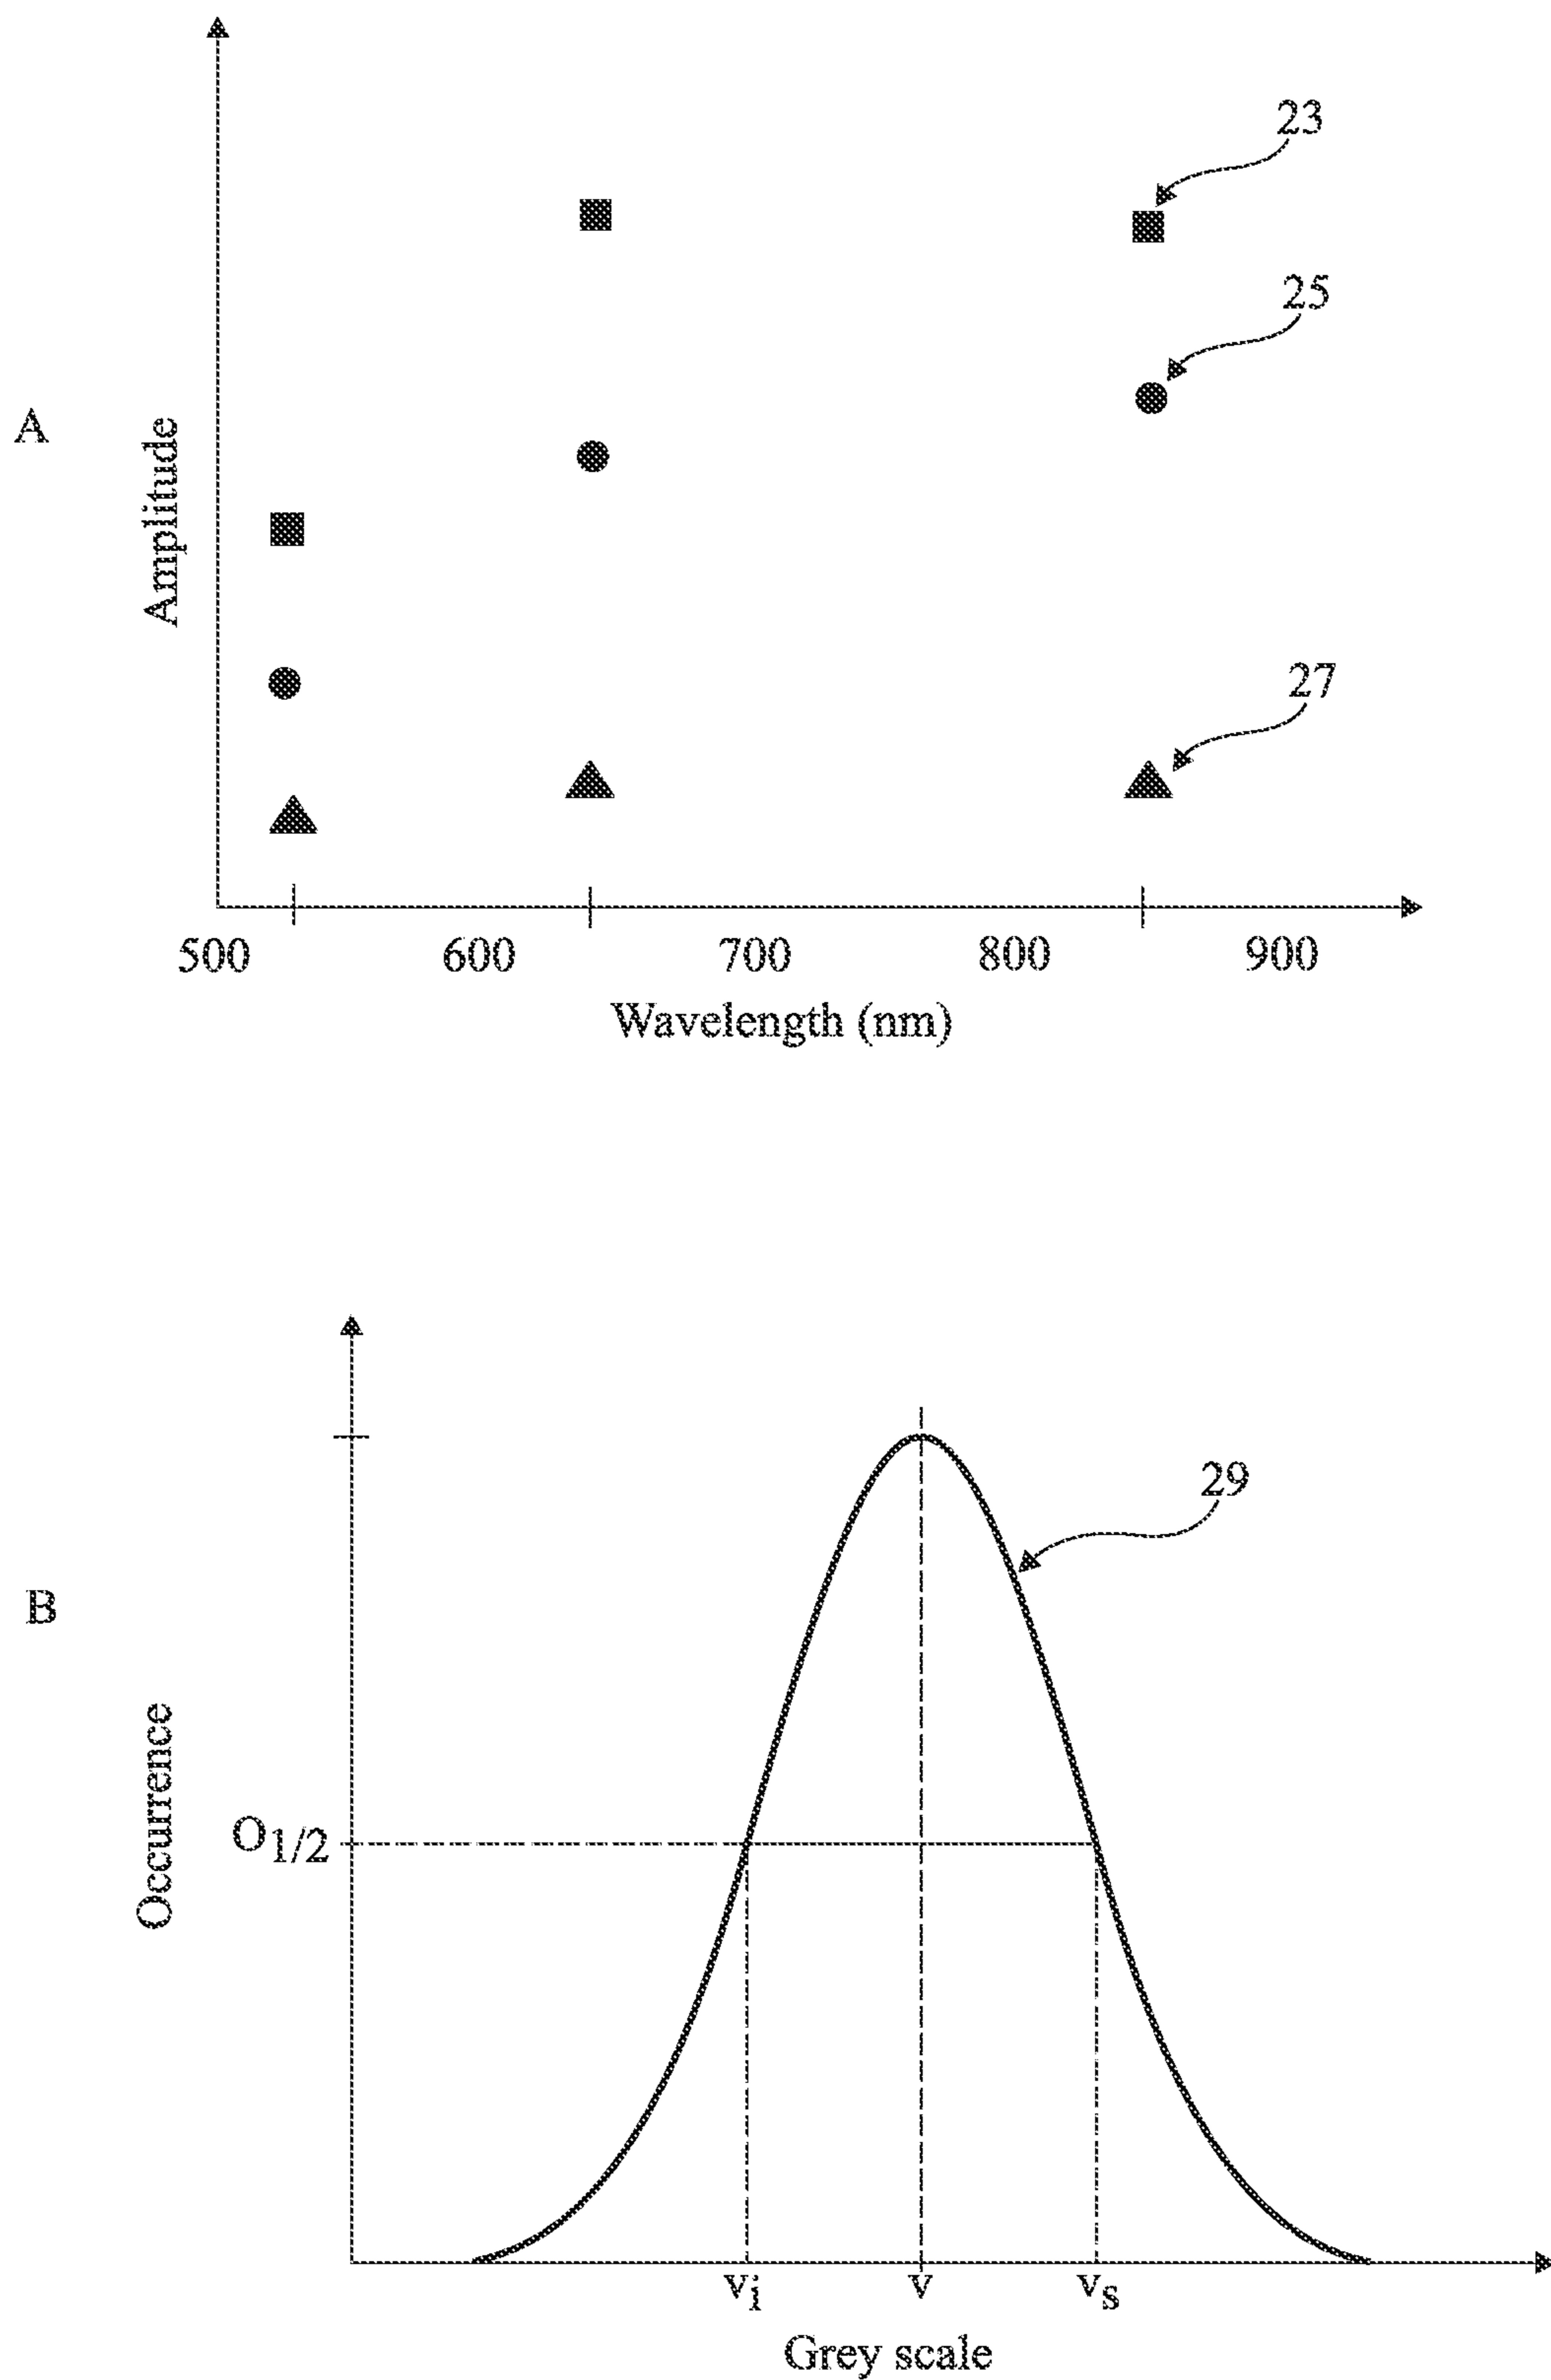 23
25
A
Amplitude
27
500 600 700 800 900
Wavelength (nm)
29
B
Occurrence
O1/2
vi v vs
Grey scale